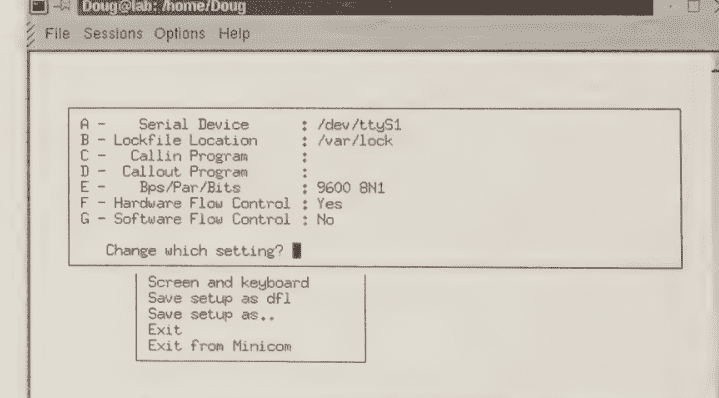 Doug@lab: /home/Doug
File Sessions Options Help
A - Serial Device : /dev/ttyS1
B - Lockfile Location : /var/lock
C - Callin Program :
D - Callout Program :
E - Bps/Par/Bits : 9600 8N1
F - Hardware Flow Control : Yes
G - Software Flow Control : No
Change which setting?
Screen and keyboard
Save setup as dfl
Save setup as..
Exit
Exit from Minicom